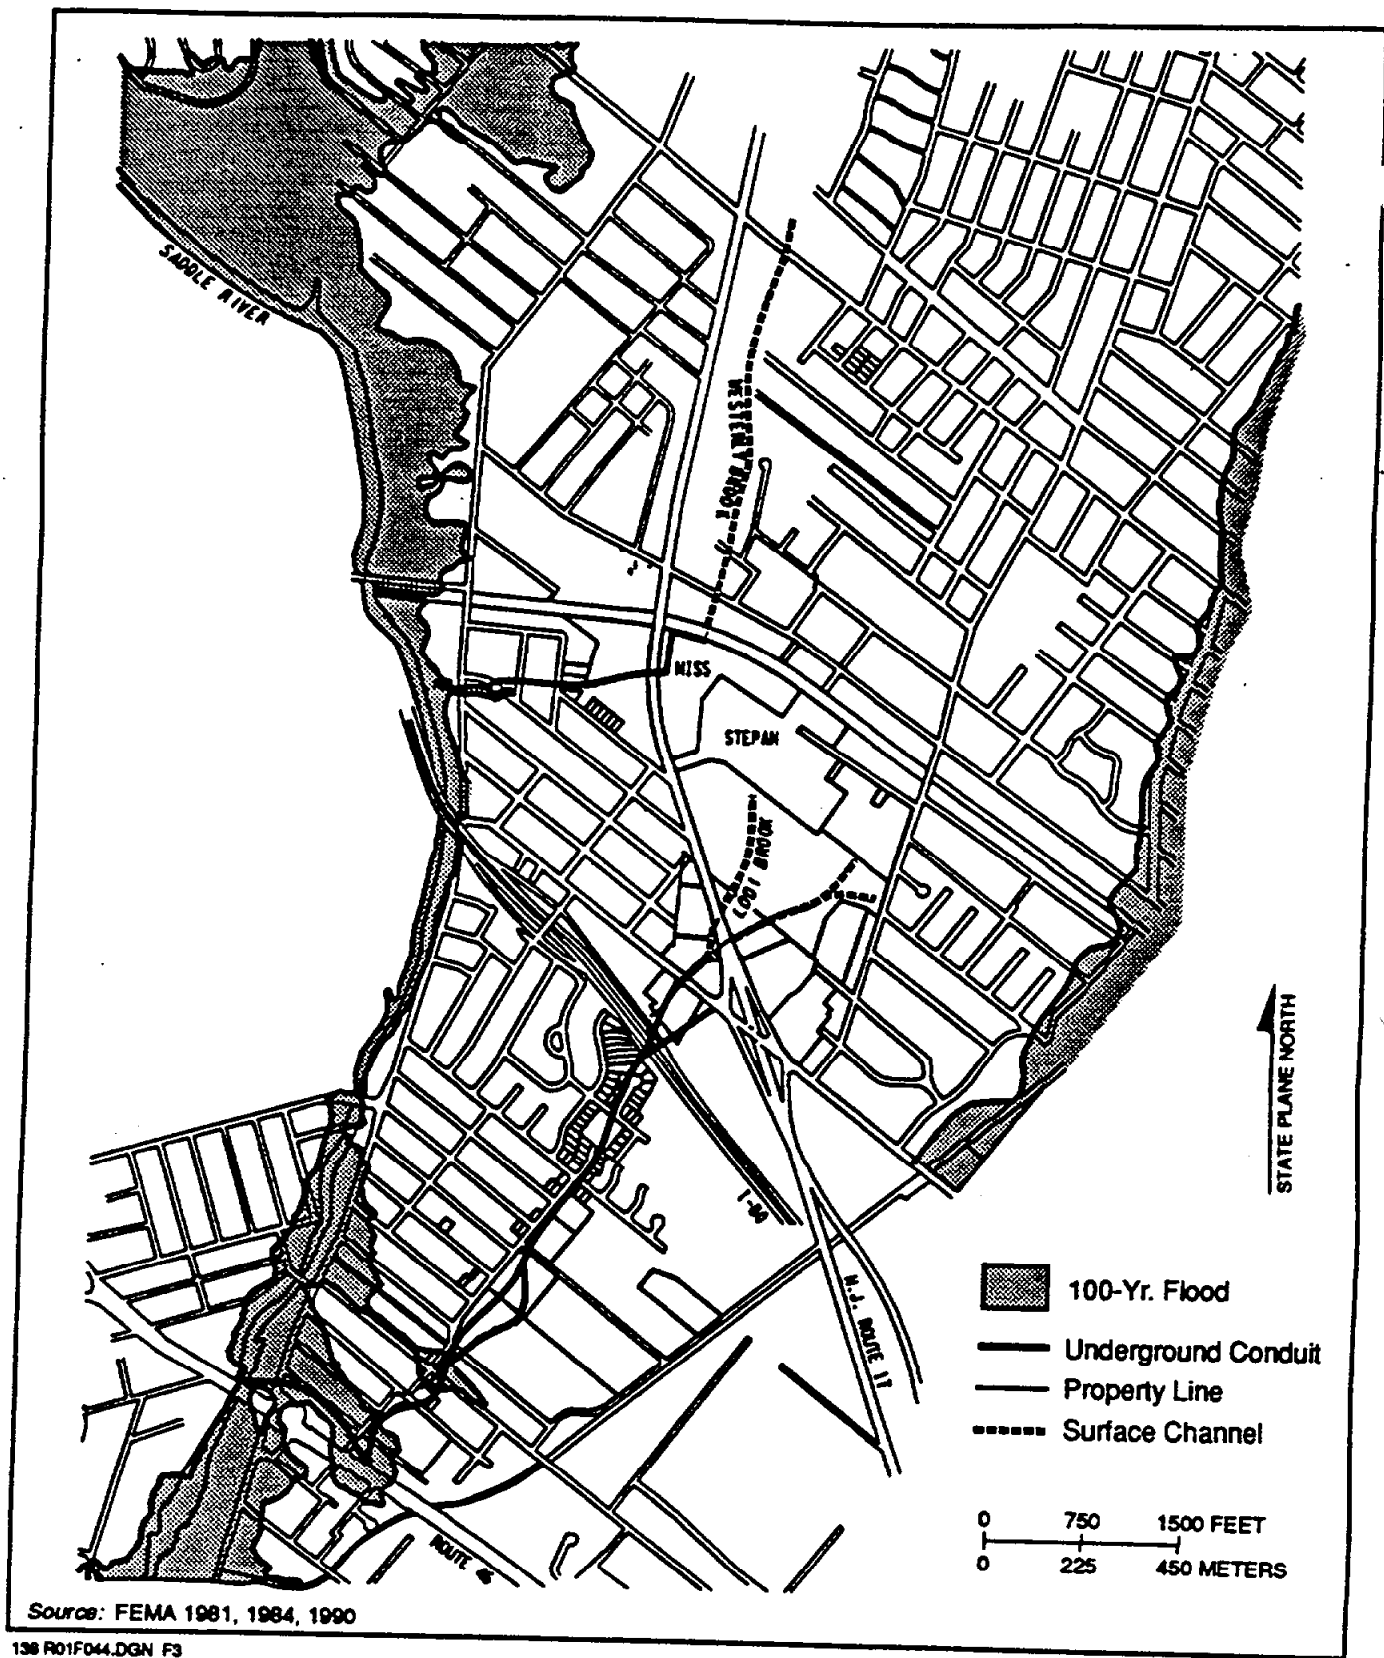 SADDLE RIVER
WESTERLY BROOK
MISS
STEPAN
LODI BROOK
STATE PLANE NORTH
I-80
N.J. ROUTE 17
ROUTE 46
100-Yr. Flood
Underground Conduit
Property Line
Surface Channel
0 750 1500 FEET
0 225 450 METERS
Source: FEMA 1981, 1984, 1990
138 R01F044.DGN F3